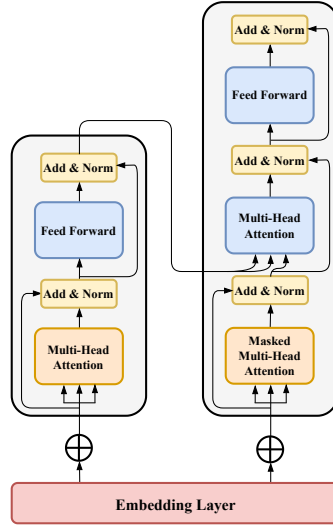 Add & Norm
Feed Forward
Add & Norm
Multi-Head
Attention
Add & Norm
Feed Forward
Add & Norm
Multi-Head
Attention
Add & Norm
Masked
Multi-Head
Attention
Embedding Layer